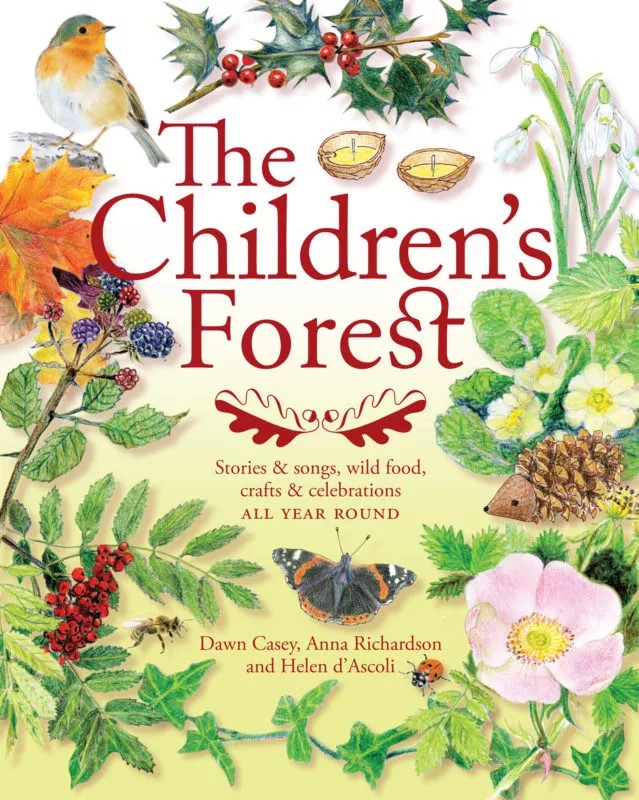 The
Children's
Forest
Stories & songs, wild food,
crafts & celebrations
ALL YEAR ROUND
Dawn Casey, Anna Richardson
and Helen d'Ascoli